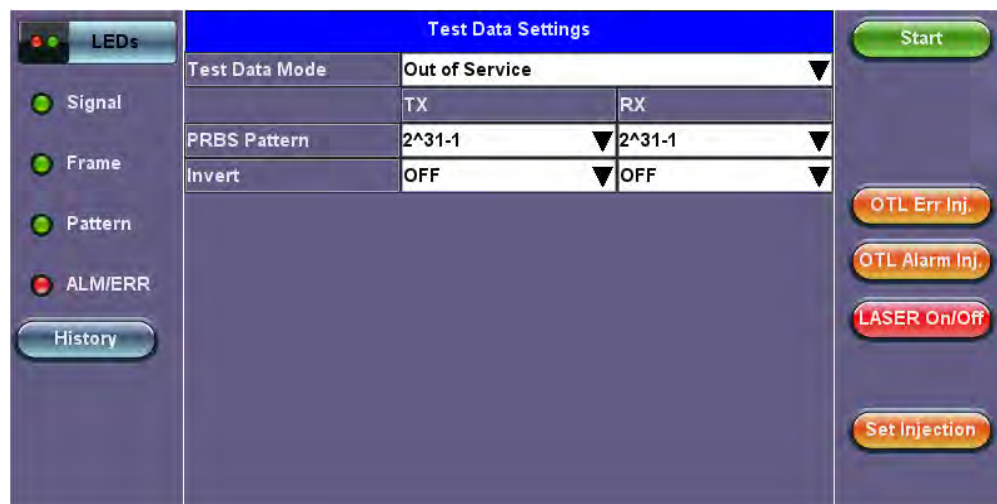 LEDs
Signal
Frame
Pattern
ALM/ERR
History
Test Data Settings
Test Data Mode Out of Service
TX RX
PRBS Pattern 2^31-1 2^31-1
Invert OFF OFF
Start
OTL Err Inj.
OTL Alarm Inj.
LASER On/Off
Set Injection